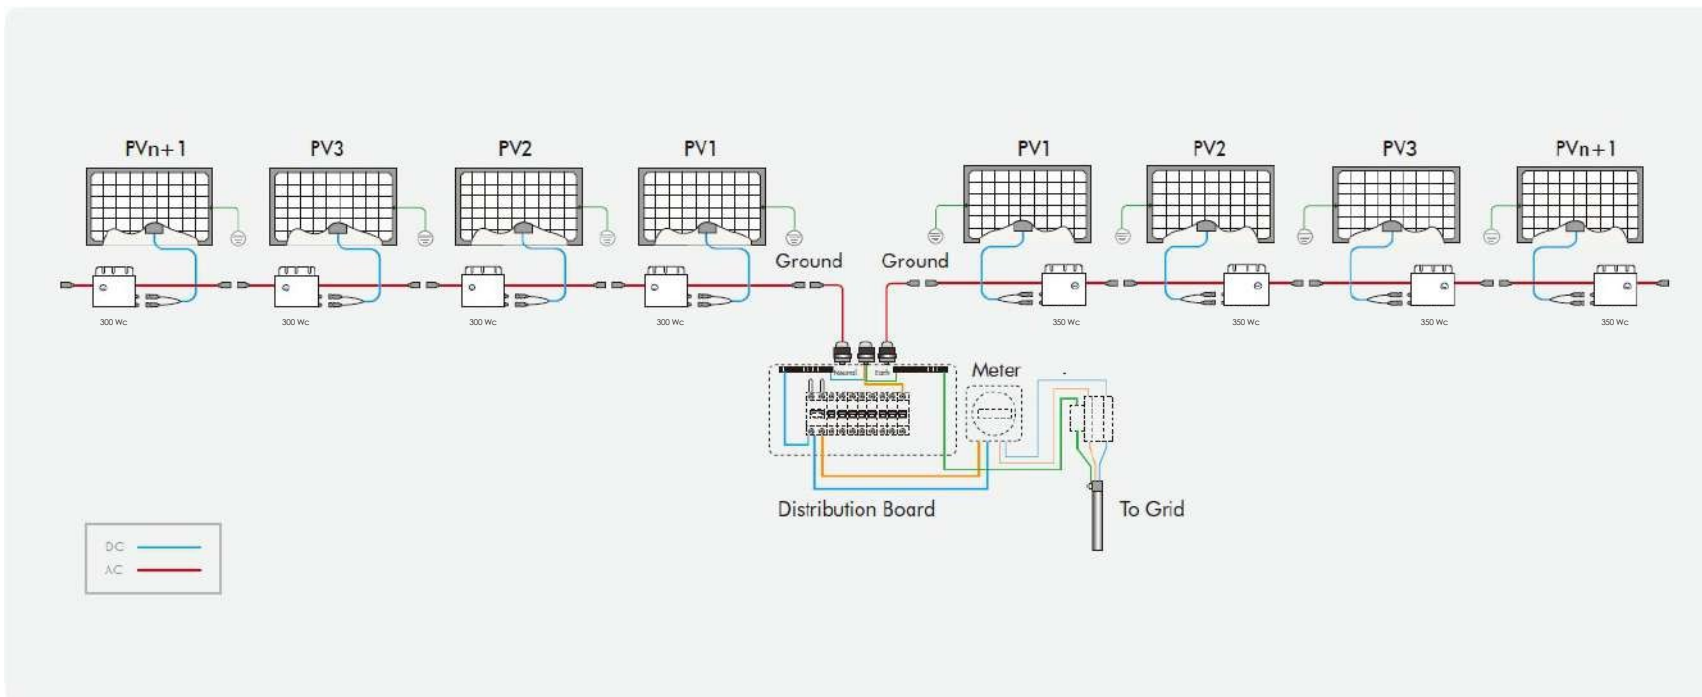 PVn+1 PV3 PV2 PV1 PV1 PV2 PV3 PVn+1
Ground Ground
300 Wc 300 Wc 300 Wc 300 Wc 350 Wc 350 Wc 350 Wc 350 Wc
Neutral Earth Meter
Distribution Board To Grid
DC
AC